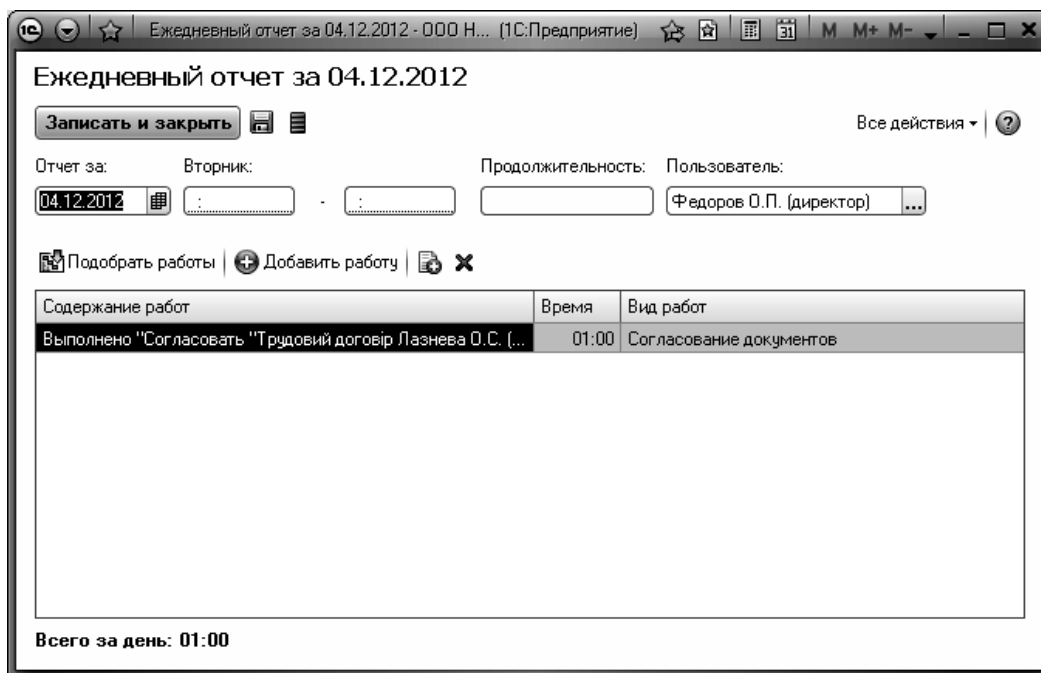 1С Ежедневный отчет за 04.12.2012 - ООО Н... (1С:Предприятие) 31 M M+ M-
Ежедневный отчет за 04.12.2012
Записать и закрыть Все действия ?
Отчет за: Вторник: Продолжительность: Пользователь:
04.12.2012 : - : Федоров О.П. (директор) ...
Подобрать работы Добавить работу
Содержание работ Время Вид работ
Выполнено "Согласовать "Трудовий договір Лазнева О.С. (... 01:00 Согласование документов
Всего за день: 01:00